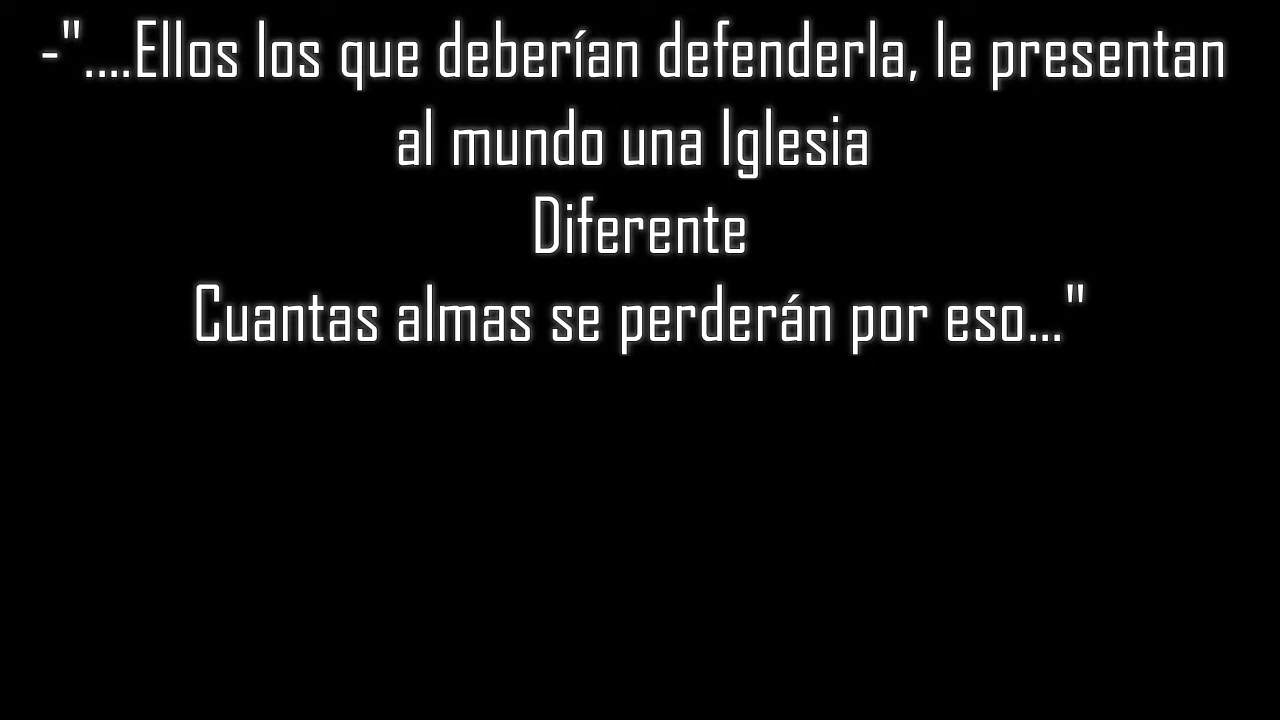 -"....Ellos los que deberían defenderla, le presentan
al mundo una Iglesia
Diferente
Cuantas almas se perderán por eso..."